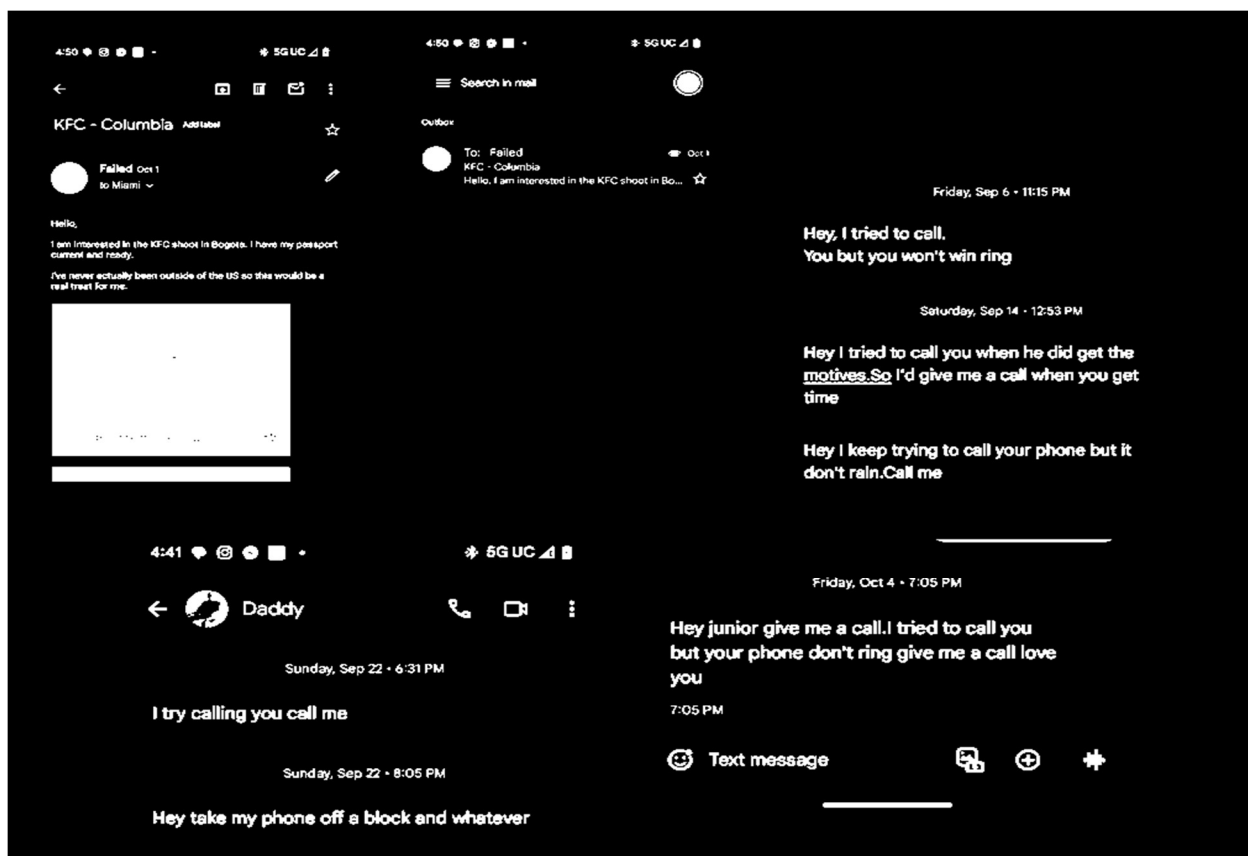 4:50
5G UC
KFC - Columbia Add label
Failed Oct 1
to Miami
Hello,
I am interested in the KFC shoot in Bogota. I have my passport
current and ready.
I've never actually been outside of the US so this would be a
real treat for me.
4:50
5G UC
Search in mail
Outbox
To: Failed
Oct 1
KFC - Columbia
Hello, I am interested in the KFC shoot in Bo...
Friday, Sep 6 • 11:15 PM
Hey, I tried to call.
You but you won't win ring
Saturday, Sep 14 • 12:53 PM
Hey I tried to call you when he did get the
motives.So I'd give me a call when you get
time
Hey I keep trying to call your phone but it
don't rain.Call me
4:41
5G UC
Daddy
Sunday, Sep 22 • 6:31 PM
I try calling you call me
Sunday, Sep 22 • 8:05 PM
Hey take my phone off a block and whatever
Friday, Oct 4 • 7:05 PM
Hey junior give me a call.I tried to call you
but your phone don't ring give me a call love
you
7:05 PM
Text message